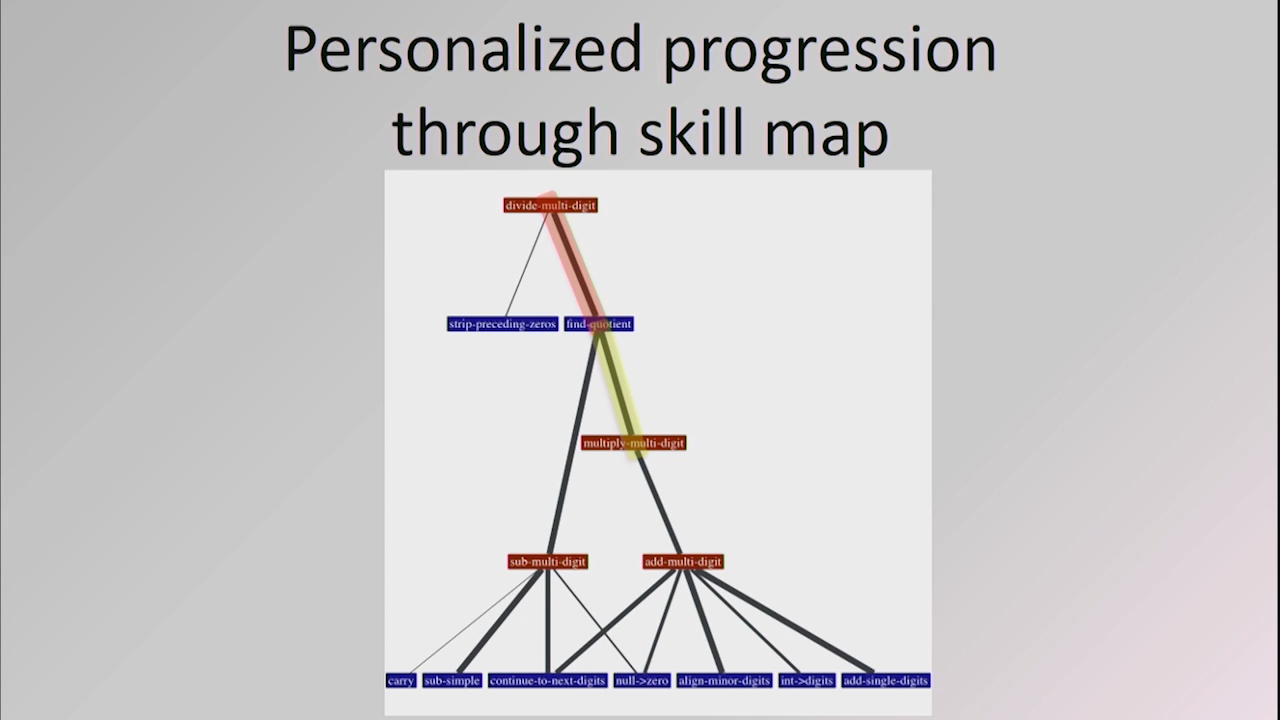 Personalized progression
through skill map
divide-multi-digit
strip-preceding-zeros find-quotient
multiply-multi-digit
sub-multi-digit add-multi-digit
carry sub-simple continue-to-next-digits null->zero align-minor-digits int->digits add-single-digits